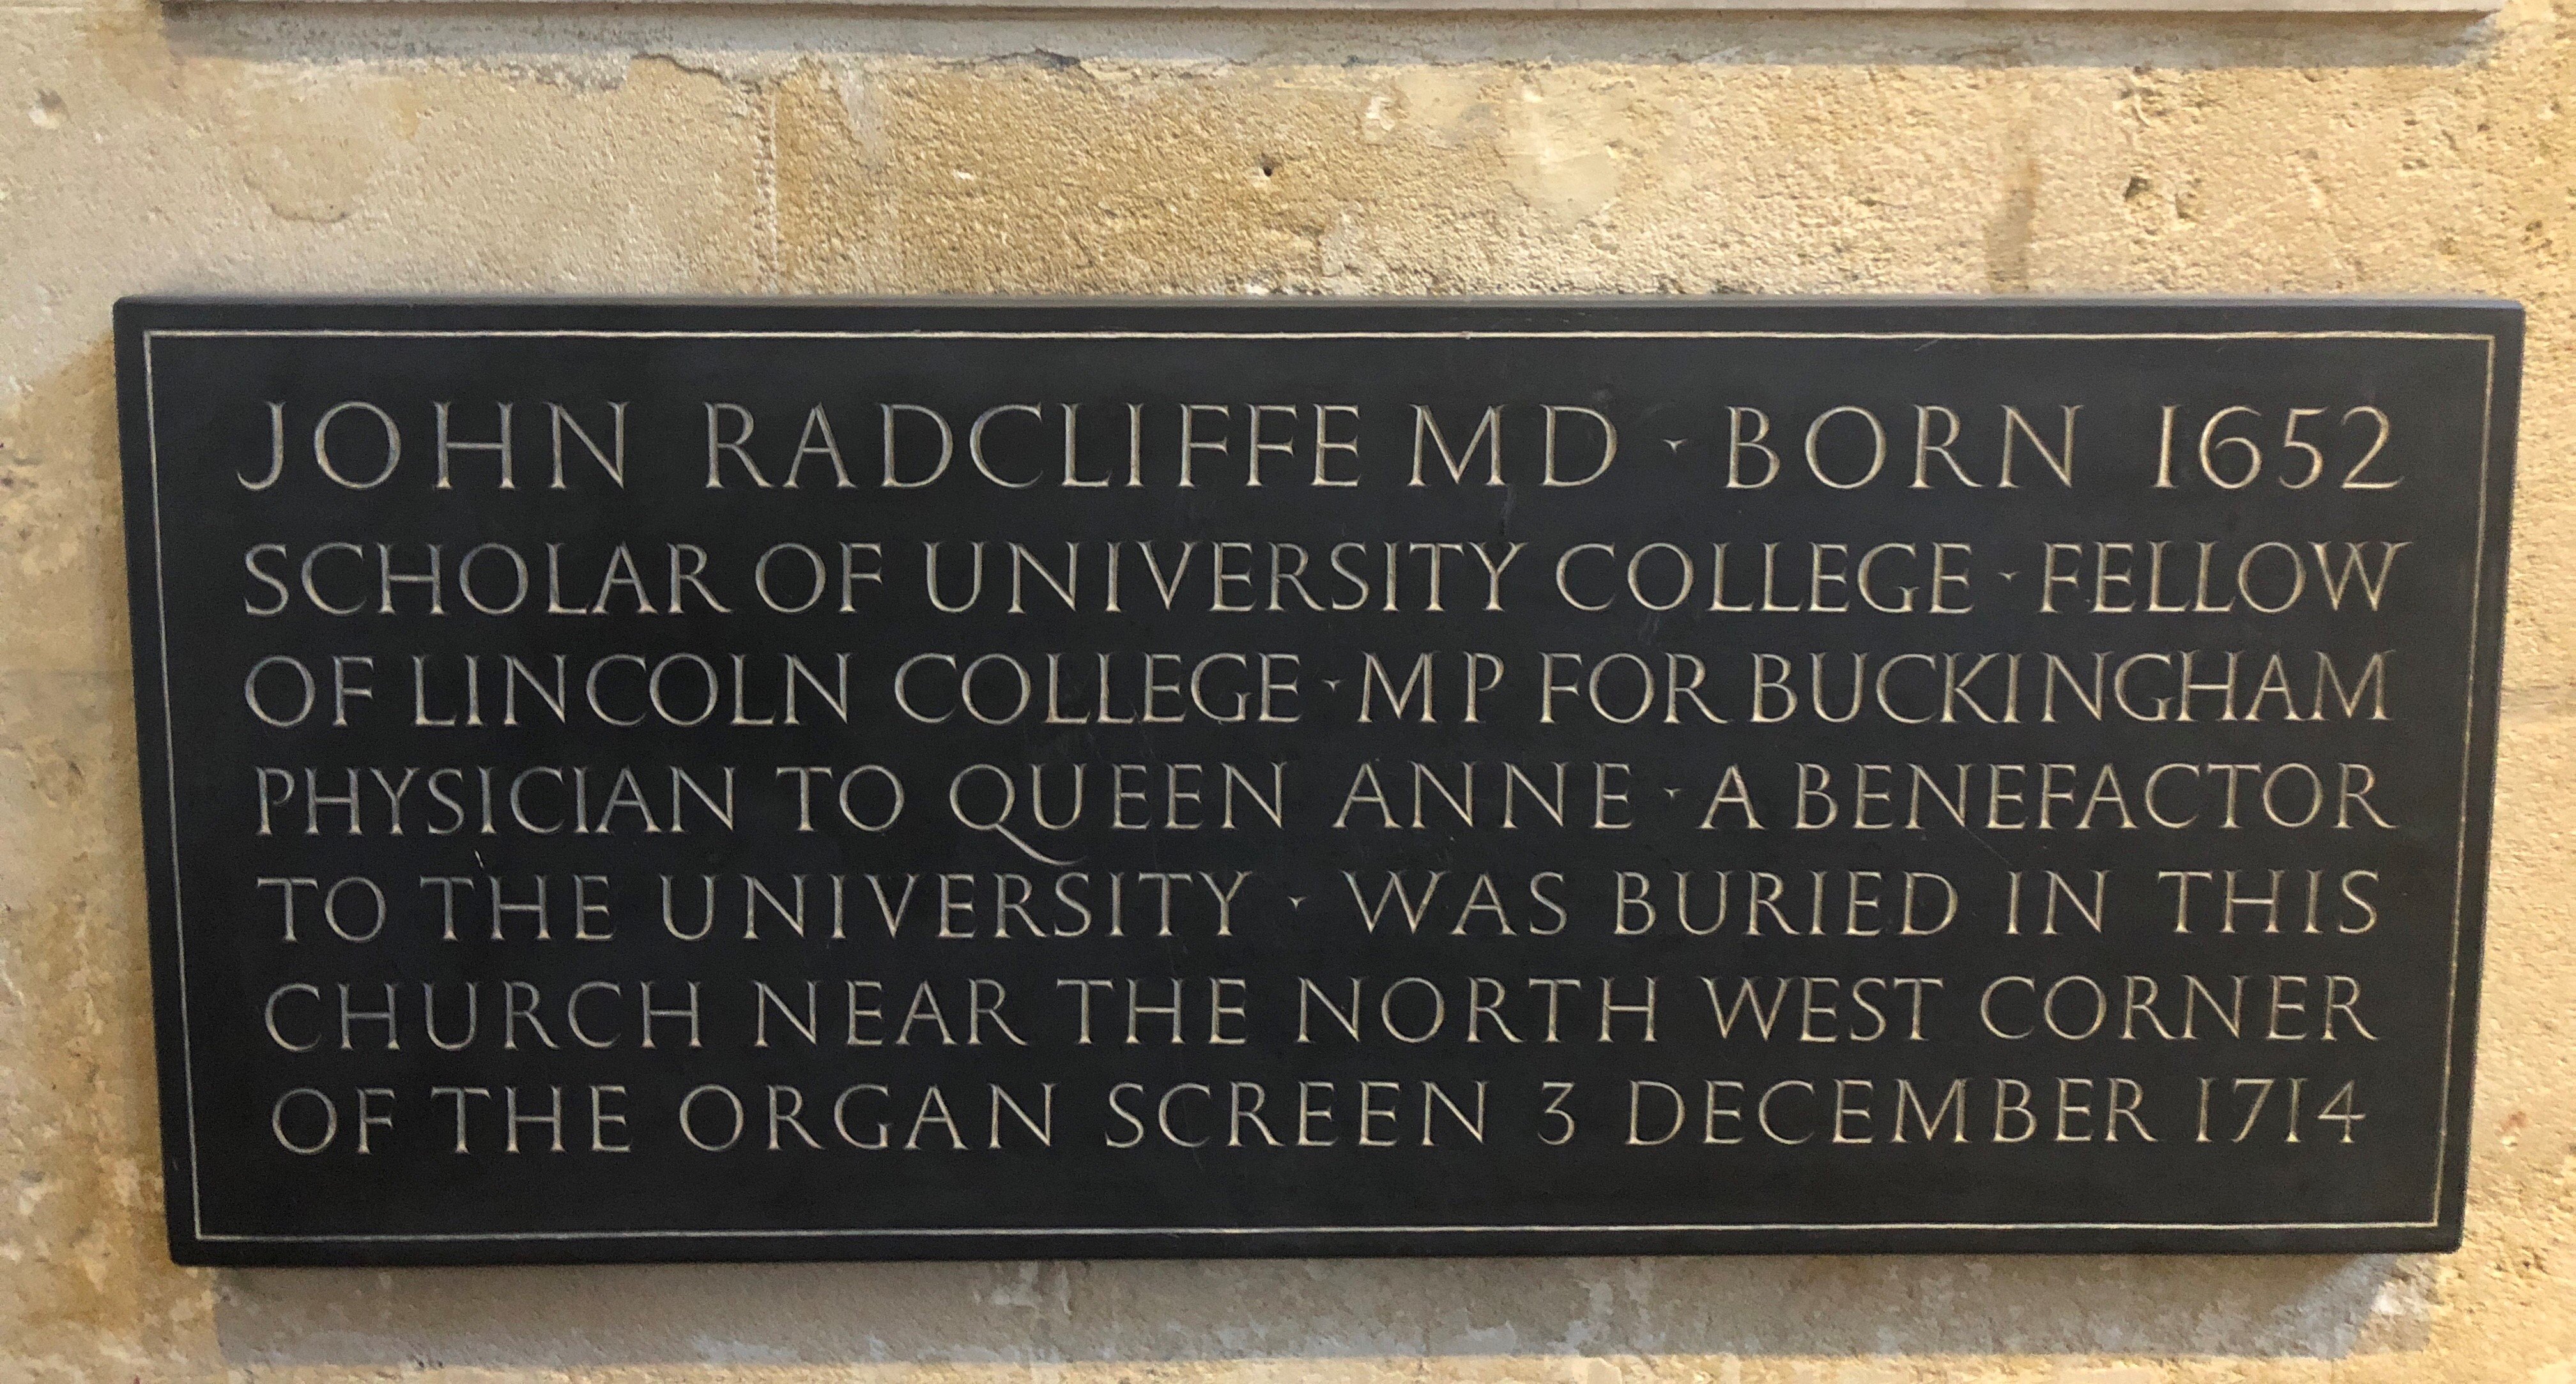 JOHN RADCLIFFE MD · BORN 1652
SCHOLAR OF UNIVERSITY COLLEGE · FELLOW
OF LINCOLN COLLEGE · MP FOR BUCKINGHAM
PHYSICIAN TO QUEEN ANNE · A BENEFACTOR
TO THE UNIVERSITY · WAS BURIED IN THIS
CHURCH NEAR THE NORTH WEST CORNER
OF THE ORGAN SCREEN 3 DECEMBER 1714